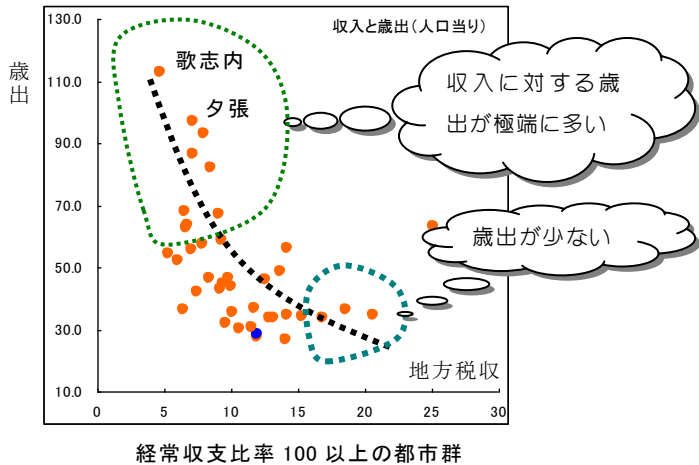 収入と歳出(人口当り)
歳出
130.0
110.0
90.0
70.0
50.0
30.0
10.0
歌志内
夕張
収入に対する歳
出が極端に多い
歳出が少ない
地方税収
0 5 10 15 20 25 30
経常収支比率 100 以上の都市群